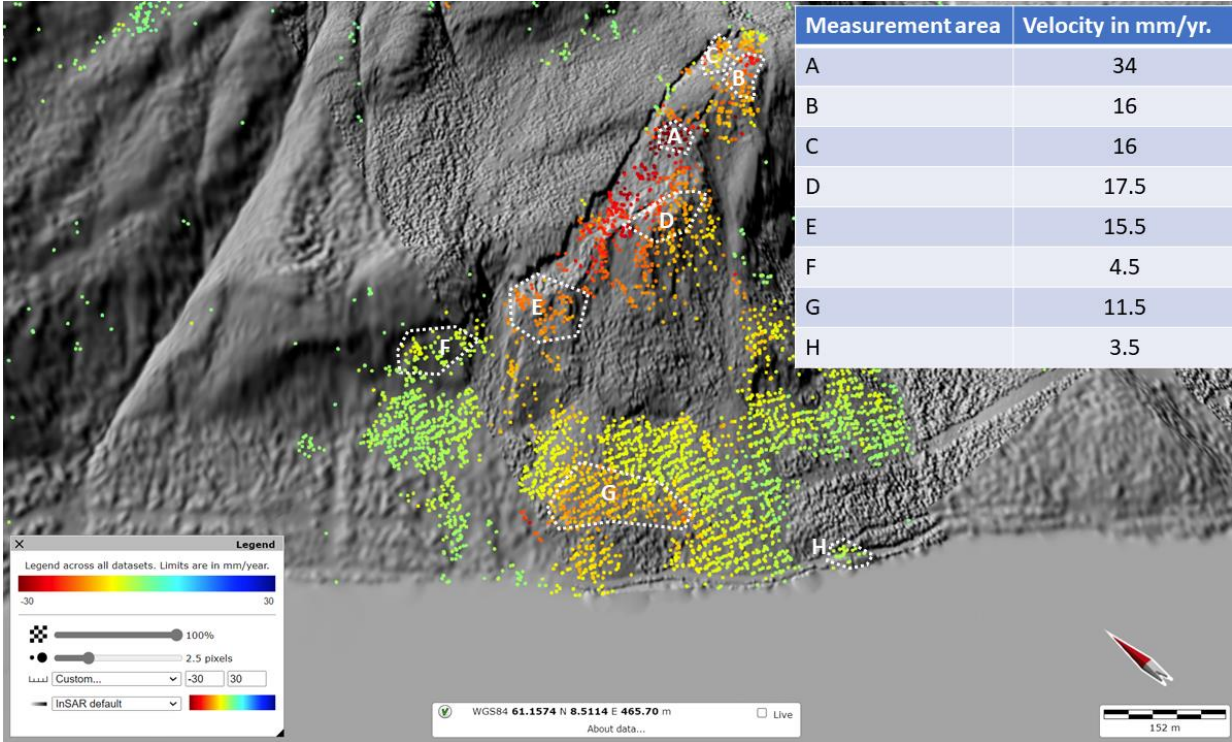 Measurement area Velocity in mm/yr.
A 34
B 16
C 16
D 17.5
E 15.5
F 4.5
G 11.5
H 3.5
C
B
A
D
E
F
G
H
X Legend
Legend across all datasets. Limits are in mm/year.
-30 30
100%
2.5 pixels
Custom... -30 30
InSAR default
WGS84 61.1574 N 8.5114 E 465.70 m Live
About data...
152 m